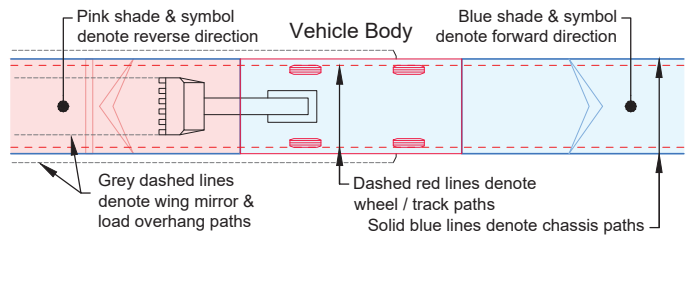 Pink shade & symbol
denote reverse direction
Vehicle Body
Blue shade & symbol
denote forward direction
Grey dashed lines
denote wing mirror &
load overhang paths
Dashed red lines denote
wheel / track paths
Solid blue lines denote chassis paths